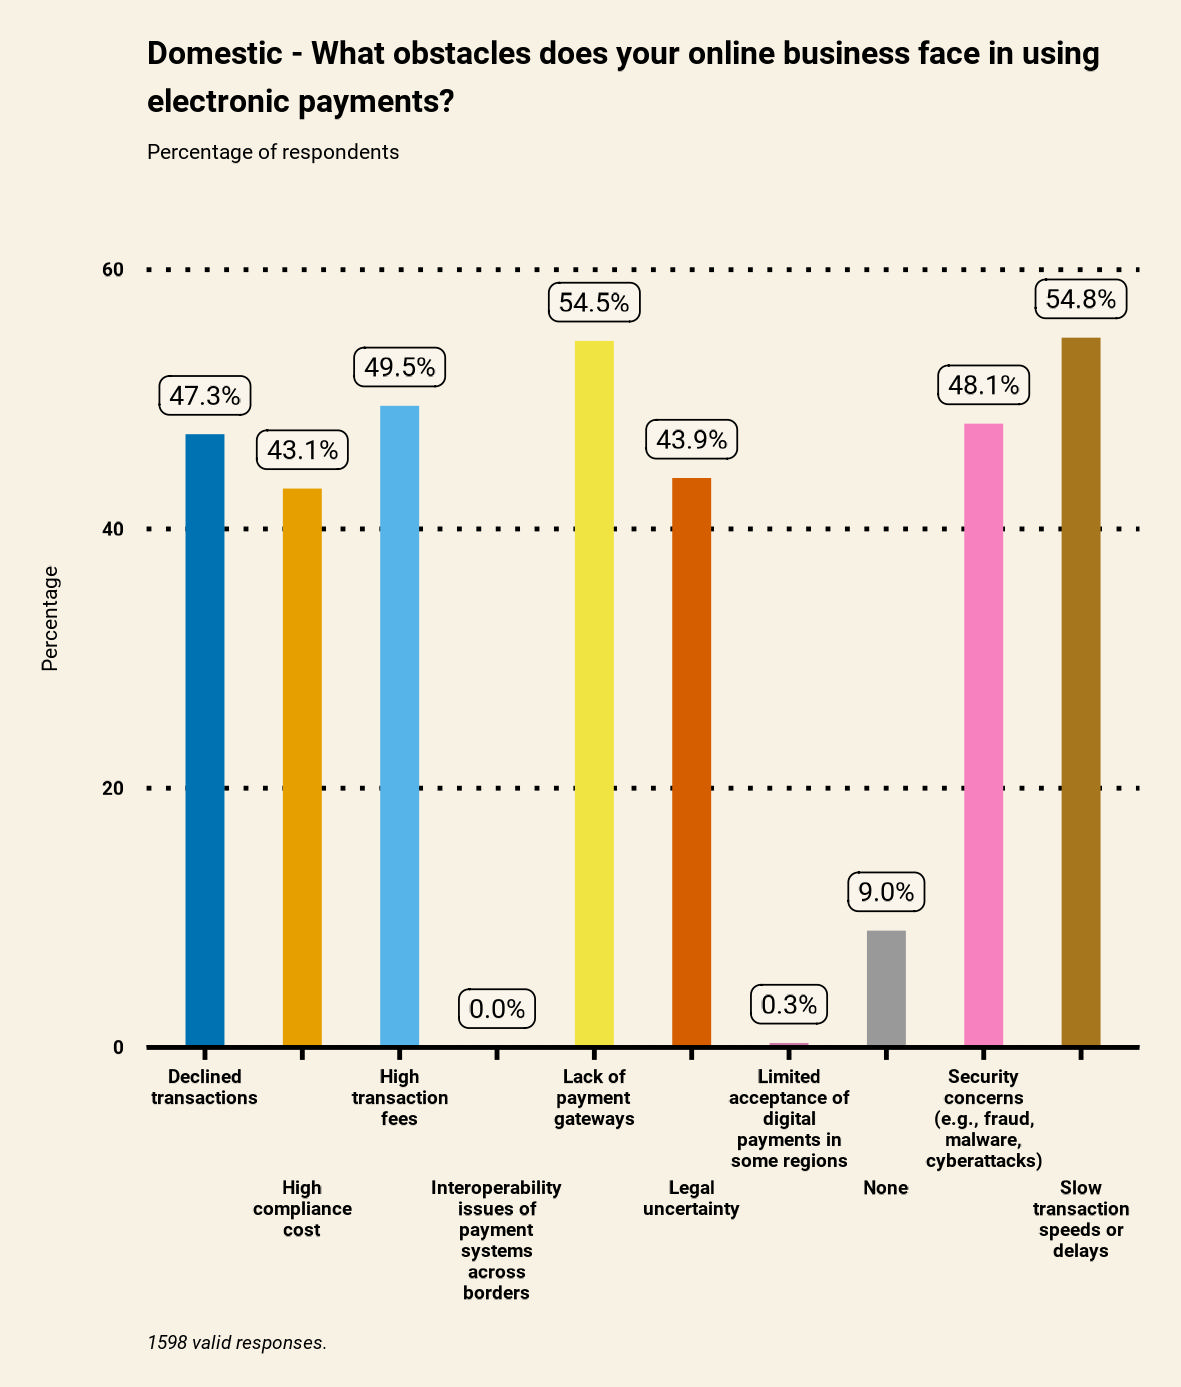 Domestic - What obstacles does your online business face in using
electronic payments?
Percentage of respondents
60
40
20
0
Percentage
47.3%
43.1%
49.5%
0.0%
54.5%
43.9%
0.3%
9.0%
48.1%
54.8%
Declined
transactions
High
compliance
cost
High
transaction
fees
Interoperability
issues of
payment
systems
across
borders
Lack of
payment
gateways
Legal
uncertainty
Limited
acceptance of
digital
payments in
some regions
None
Security
concerns
(e.g., fraud,
malware,
cyberattacks)
Slow
transaction
speeds or
delays
1598 valid responses.